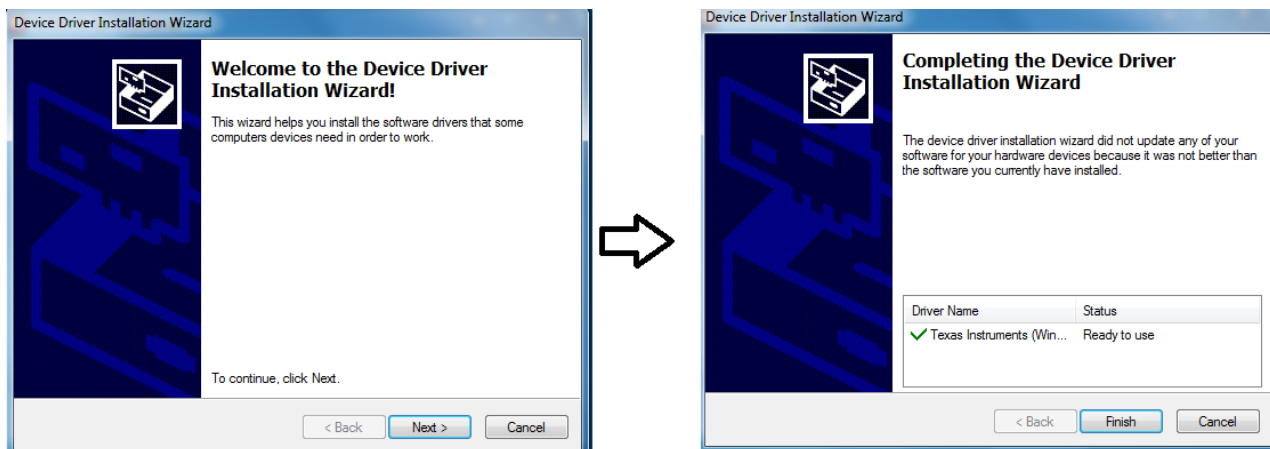 Device Driver Installation Wizard
Welcome to the Device Driver
Installation Wizard!
This wizard helps you install the software drivers that some
computers devices need in order to work.
To continue, click Next.
< Back
Next >
Cancel
Device Driver Installation Wizard
Completing the Device Driver
Installation Wizard
The device driver installation wizard did not update any of your
software for your hardware devices because it was not better than
the software you currently have installed.
Driver Name Status
Texas Instruments (Win... Ready to use
< Back
Finish
Cancel